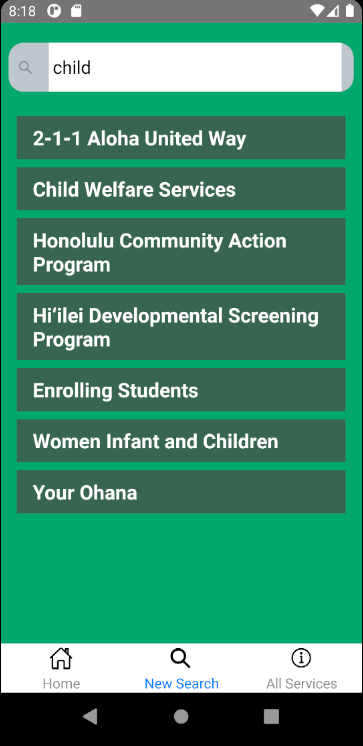 8:18
child
2-1-1 Aloha United Way
Child Welfare Services
Honolulu Community Action
Program
Hiʻilei Developmental Screening
Program
Enrolling Students
Women Infant and Children
Your Ohana
Home
New Search
All Services